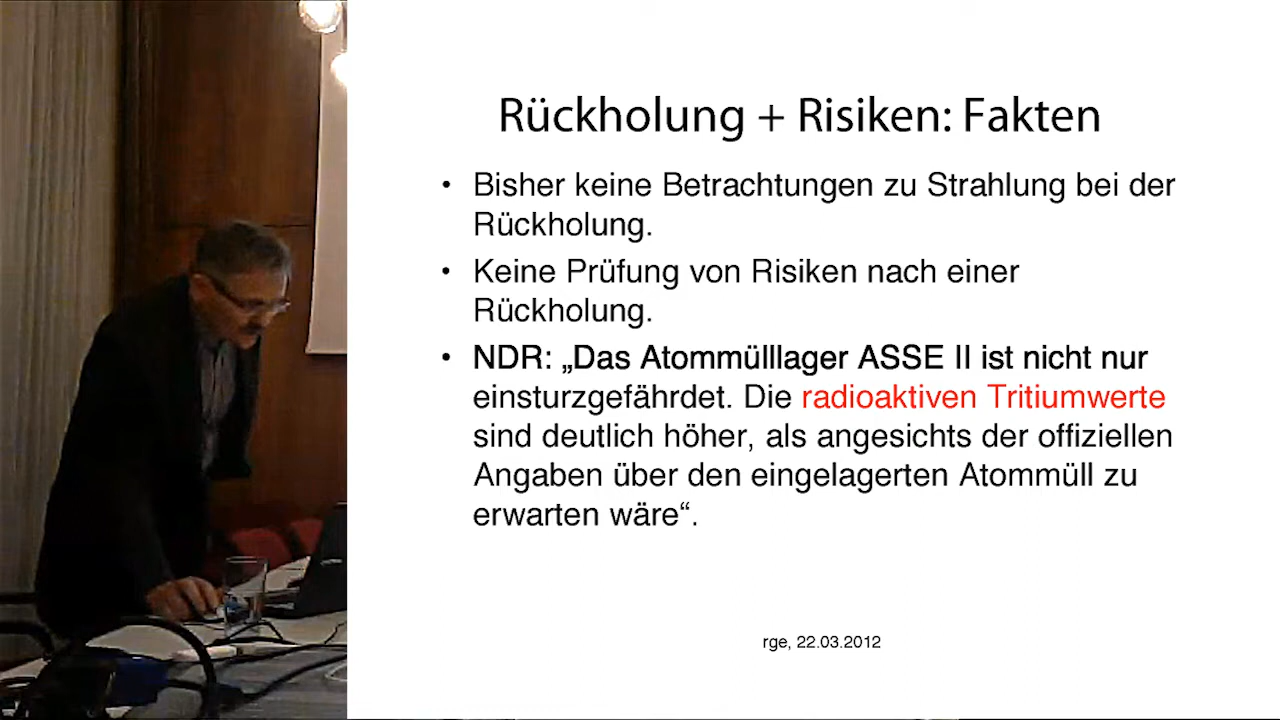 Rückholung + Risiken: Fakten
• Bisher keine Betrachtungen zu Strahlung bei der
Rückholung.
• Keine Prüfung von Risiken nach einer
Rückholung.
• NDR: „Das Atommülllager ASSE II ist nicht nur
einsturzgefährdet. Die radioaktiven Tritiumwerte
sind deutlich höher, als angesichts der offiziellen
Angaben über den eingelagerten Atommüll zu
erwarten wäre“.
rge, 22.03.2012